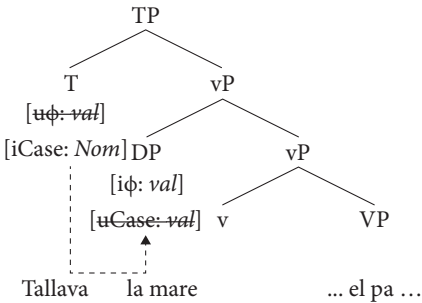 TP
T vP
[uϕ: val]
[iCase: Nom] DP vP
[iϕ: val]
[uCase: val] v VP
Tallava la mare ... el pa …